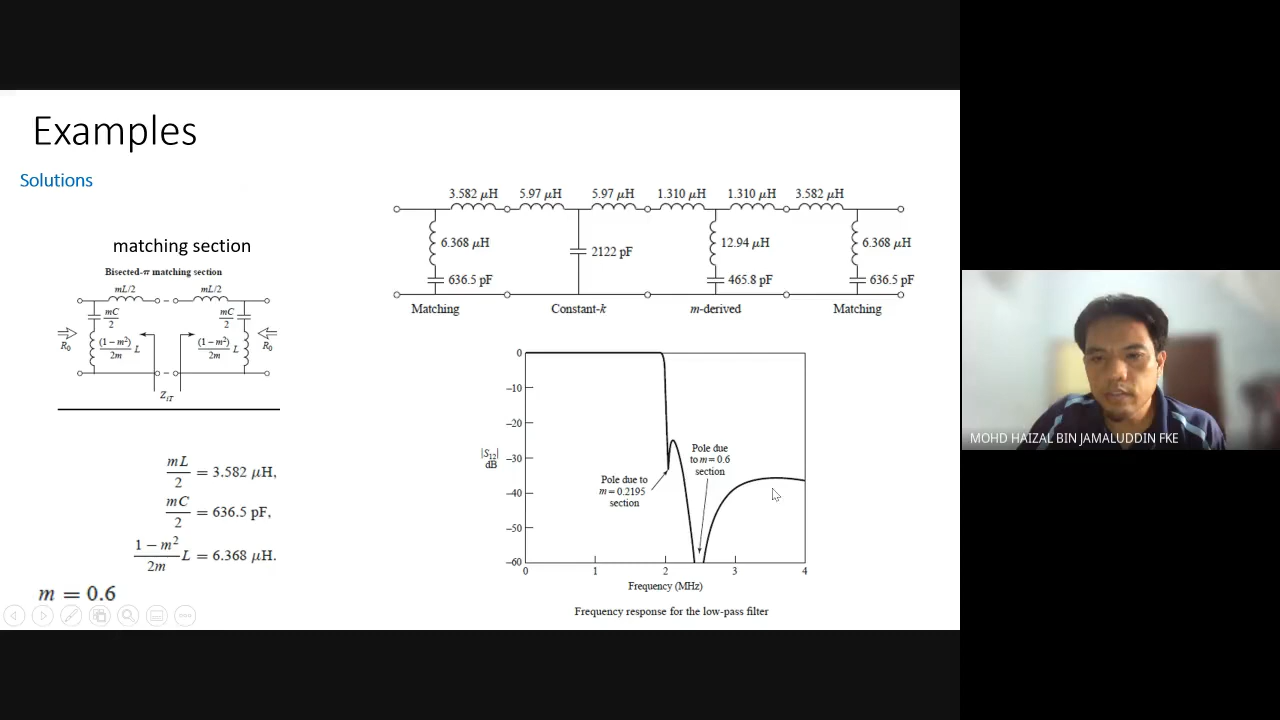 Examples
Solutions
matching section
Bisected-π matching section
mL/2 mL/2
mC/2 mC/2
(1 − m²)/2m L (1 − m²)/2m L
R₀ R₀
Z_iT
mL/2 = 3.582 μH,
mC/2 = 636.5 pF,
1 − m²/2m L = 6.368 μH.
m = 0.6
3.582 μH 5.97 μH 5.97 μH 1.310 μH 1.310 μH 3.582 μH
6.368 μH 2122 pF 12.94 μH 6.368 μH
636.5 pF 465.8 pF 636.5 pF
Matching Constant-k m-derived Matching
0
−10
−20
−30
−40
−50
−60
|S₁₂|
dB
Pole due to
m = 0.2195
section
Pole due
to m = 0.6
section
0 1 2 3 4
Frequency (MHz)
Frequency response for the low-pass filter
MOHD HAIZAL BIN JAMALUDDIN FKE